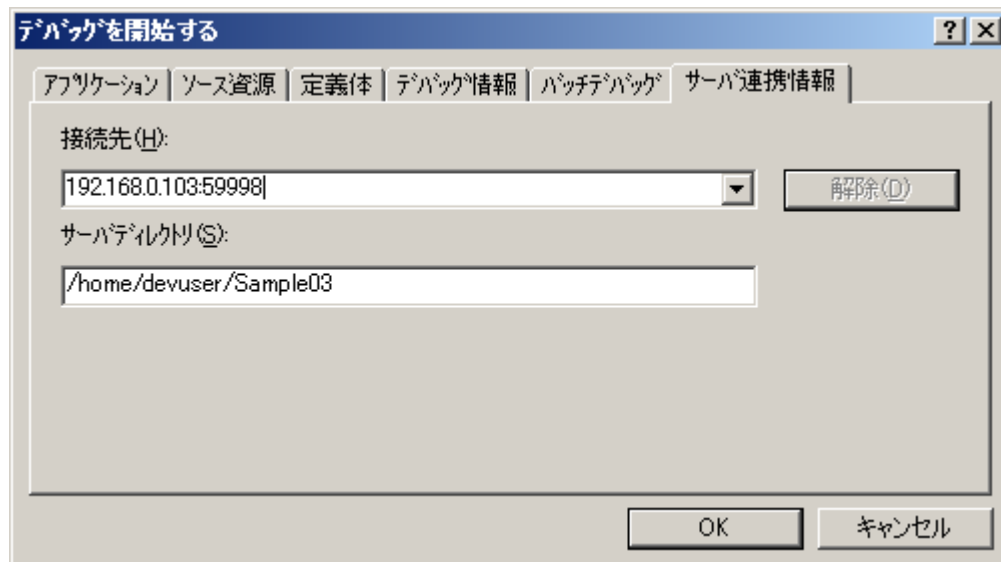 デバッグを開始する
アプリケーション ソース資源 定義体 デバッグ情報 バッチデバッグ サーバ連携情報
接続先(H):
192.168.0.103:59998
解除(D)
サーバディレクトリ(S):
/home/devuser/Sample03
OK キャンセル